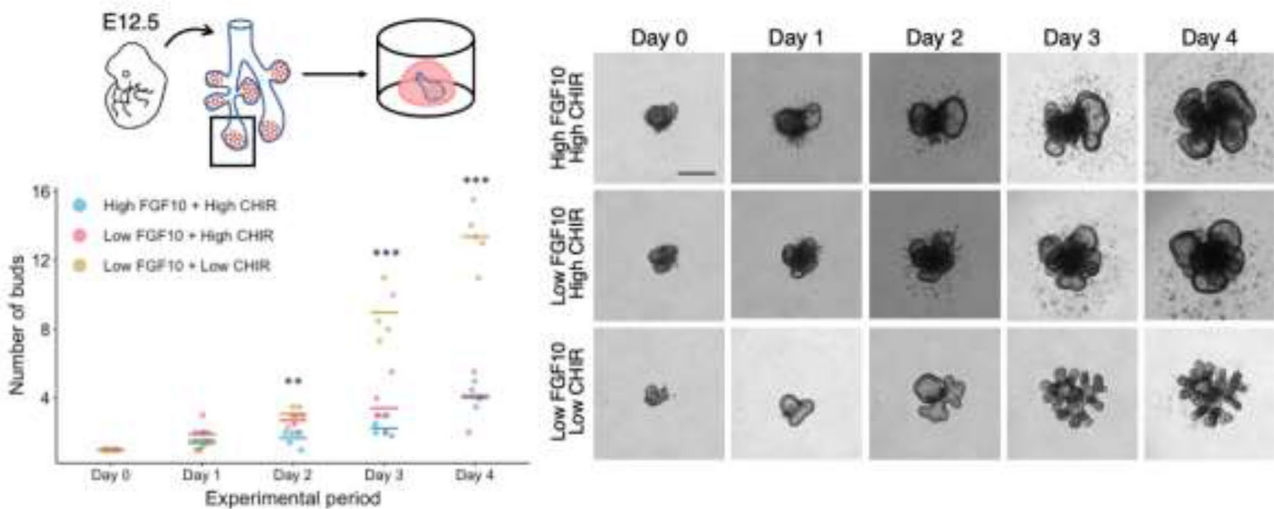 E12.5
16
12
8
4
Number of buds
High FGF10 + High CHIR
Low FGF10 + High CHIR
Low FGF10 + Low CHIR
**
***
***
Day 0 Day 1 Day 2 Day 3 Day 4
Experimental period
Day 0 Day 1 Day 2 Day 3 Day 4
High FGF10
High CHIR
Low FGF10
High CHIR
Low FGF10
Low CHIR